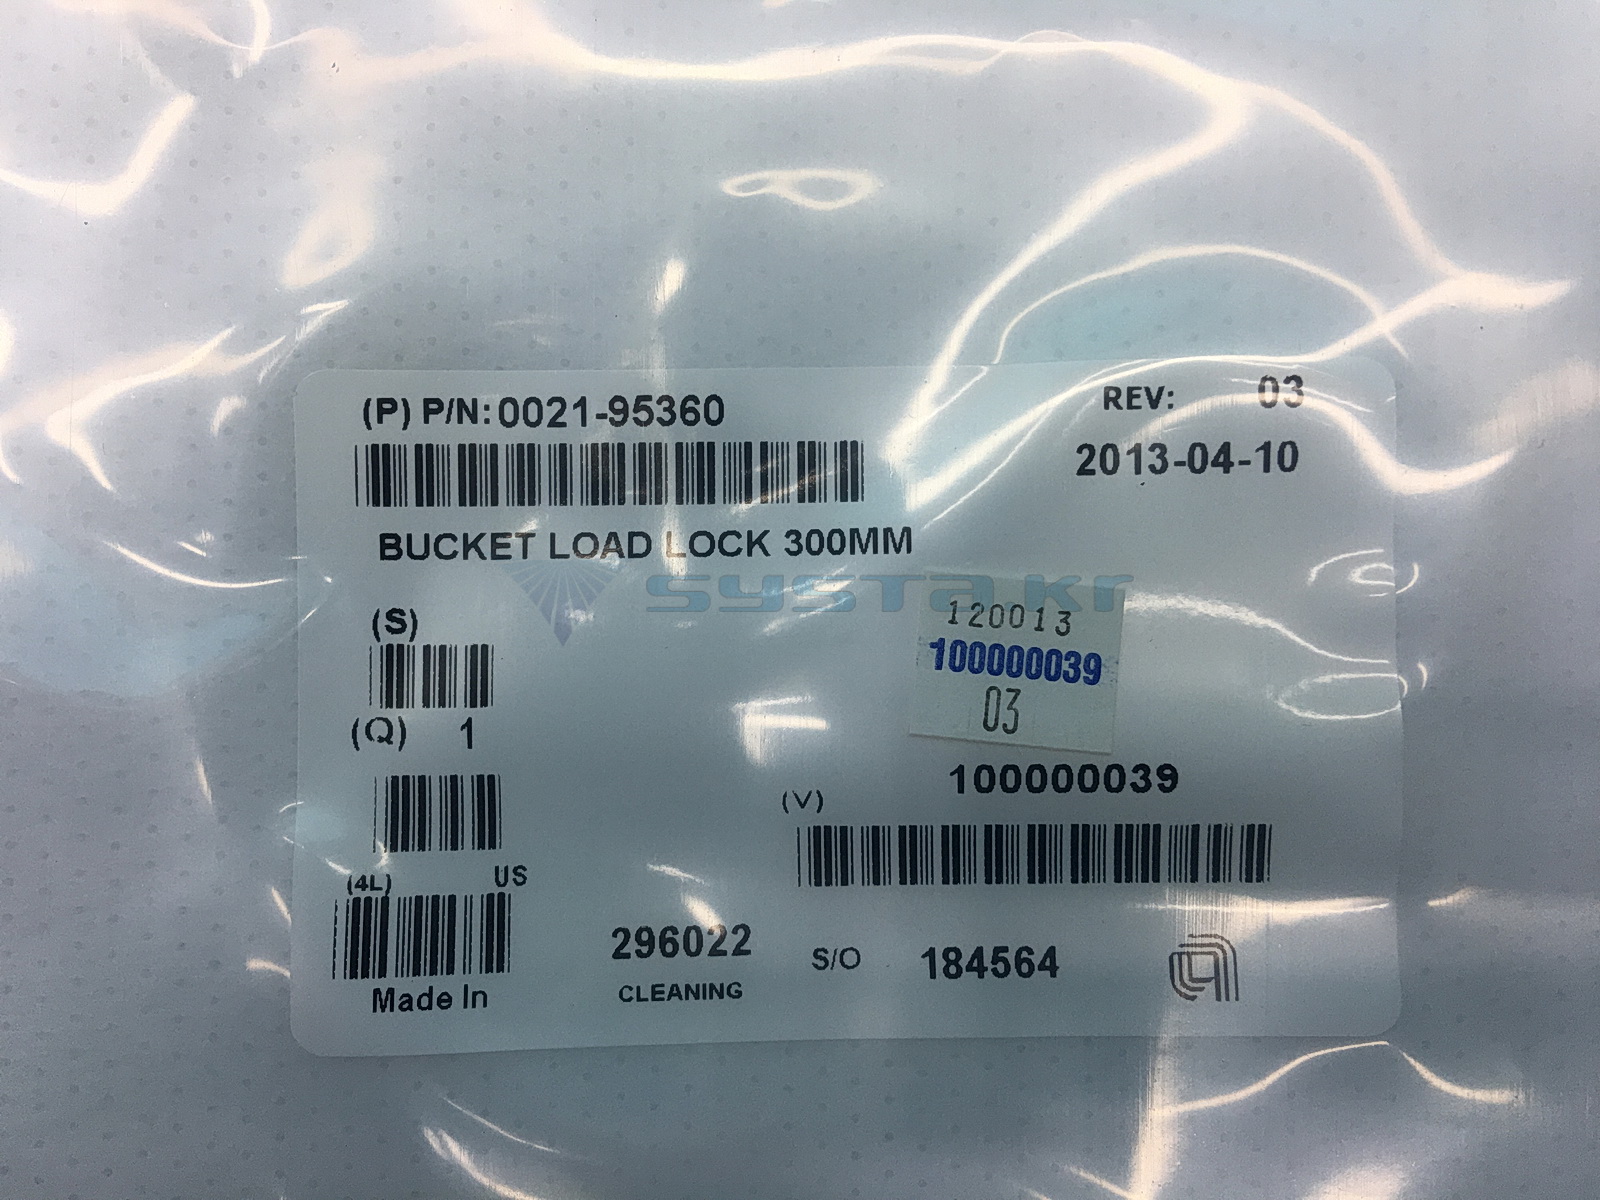 (P) P/N: 0021-95360
REV: 03
2013-04-10
BUCKET LOAD LOCK 300MM
systa kr
(S)
120013
100000039
03
(Q) 1
100000039
(V)
(4L) US
296022
S/O 184564
CLEANING
Made In